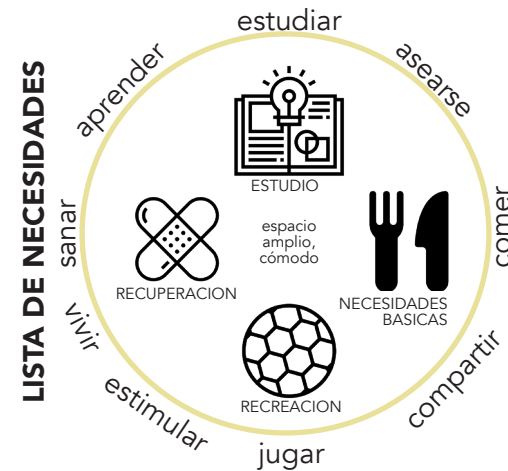 LISTA DE NECESIDADES
estudiar
asearse
comer
compartir
jugar
estimular
vivir
sanar
aprender
ESTUDIO
espacio
amplio,
cómodo
RECUPERACION
NECESIDADES
BASICAS
RECREACION